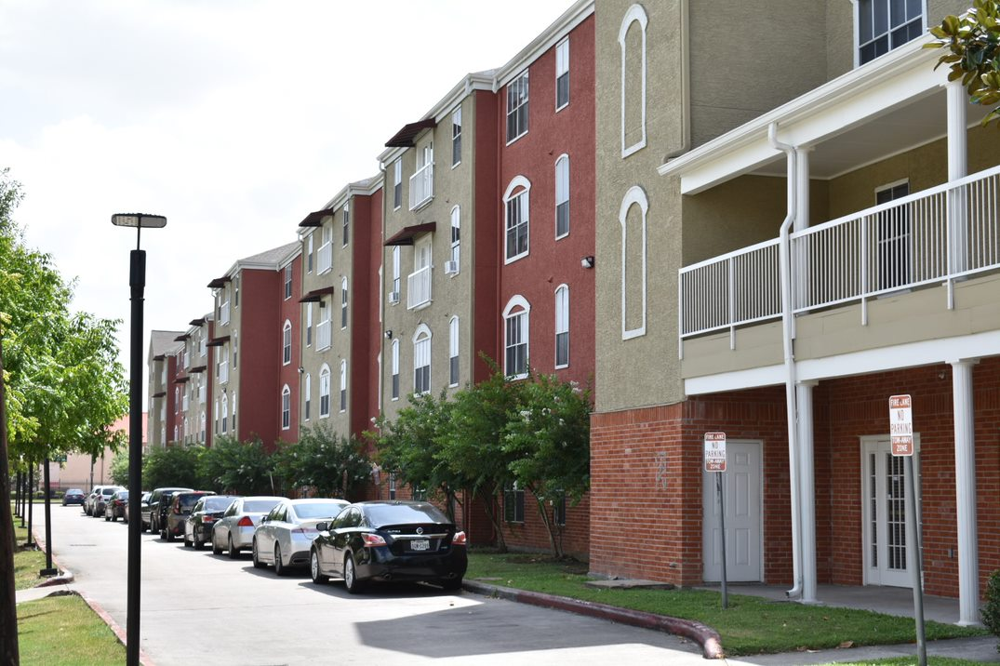 FIRE LANE
NO
PARKING
TOW-AWAY
ZONE
FIRE LANE
NO
PARKING
TOW-AWAY
ZONE